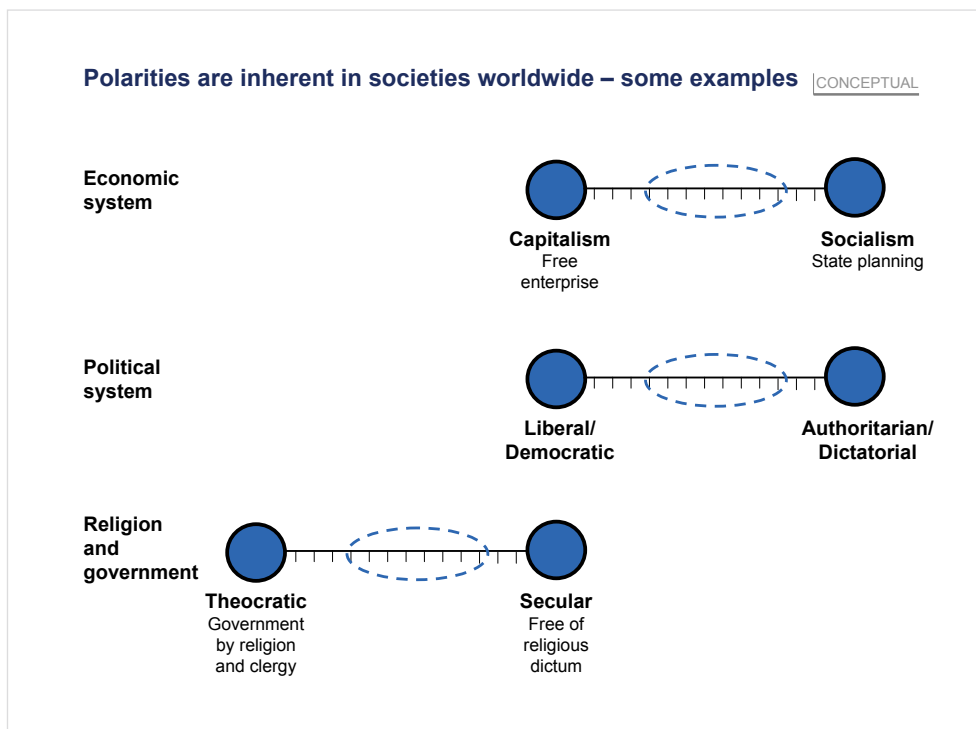 Polarities are inherent in societies worldwide – some examples
CONCEPTUAL
Economic
system
Capitalism
Free
enterprise
Socialism
State planning
Political
system
Liberal/
Democratic
Authoritarian/
Dictatorial
Religion
and
government
Theocratic
Government
by religion
and clergy
Secular
Free of
religious
dictum